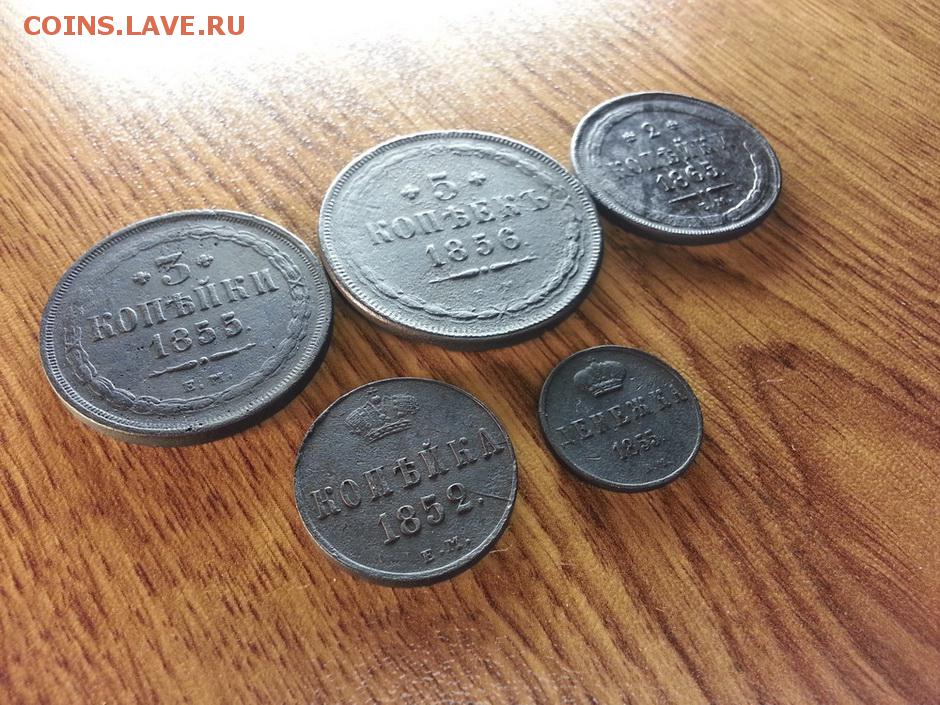 COINS.LAVE.RU
2
КОПѢЙКИ
1865.
Е.М.
5
КОПѢЕКЪ
1856.
3
КОПѢЙКИ
1855.
Е.М.
ДЕНЕЖКА
1855.
КОПѢЙКА
1852.
Е.М.